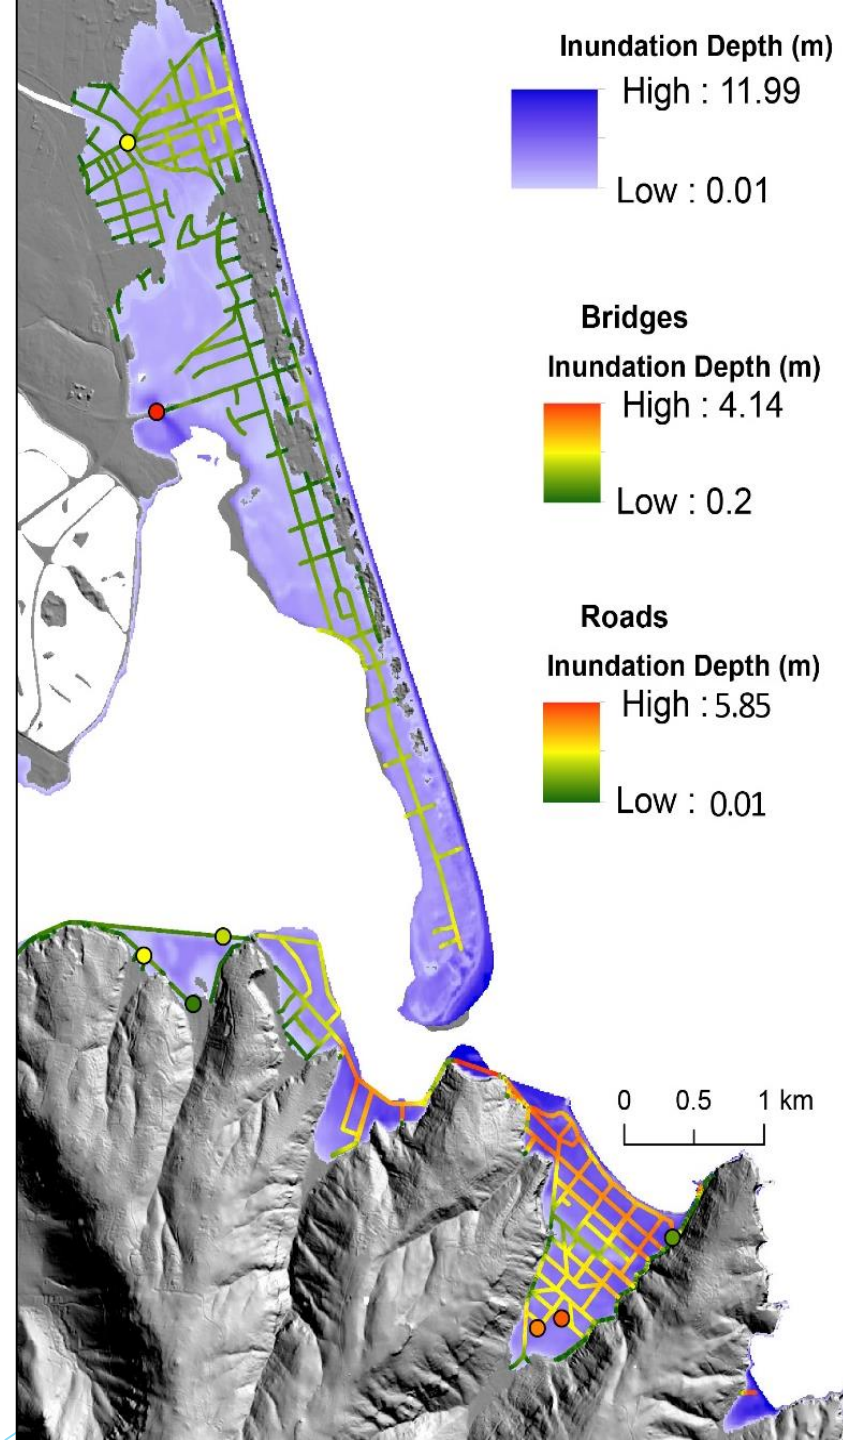 Inundation Depth (m)
High : 11.99
Low : 0.01
Bridges
Inundation Depth (m)
High : 4.14
Low : 0.2
Roads
Inundation Depth (m)
High : 5.85
Low : 0.01
0 0.5 1 km